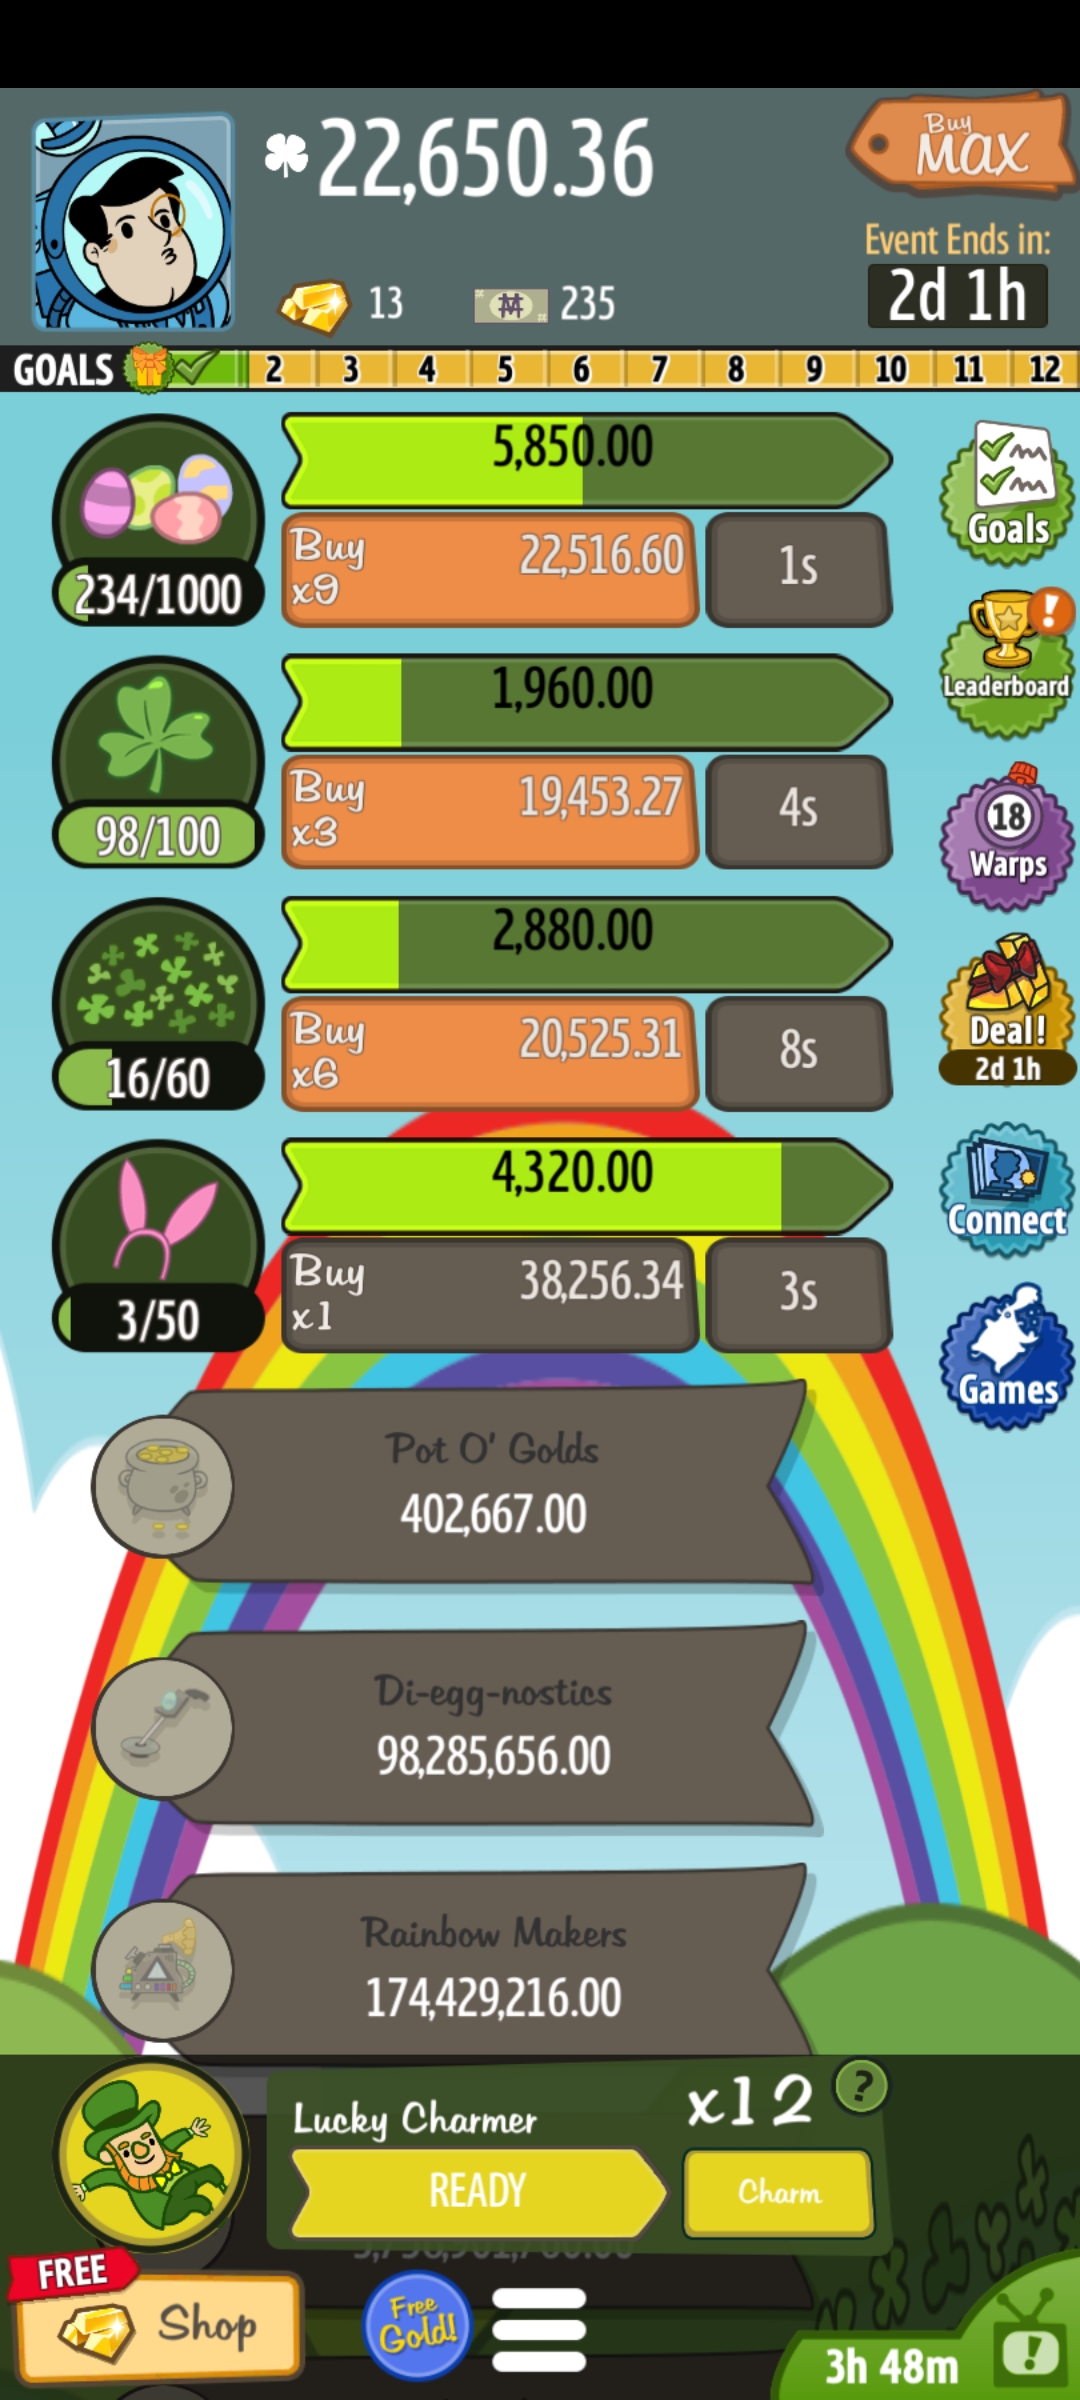 22,650.36
Buy
MAX
Event Ends in:
2d 1h
13
235
GOALS 2 3 4 5 6 7 8 9 10 11 12
5,850.00
Buy
x9
22,516.60
1s
234/1000
Goals
1,960.00
Buy
x3
19,453.27
4s
98/100
Leaderboard
18
Warps
2,880.00
Buy
x6
20,525.31
8s
16/60
Deal!
2d 1h
4,320.00
Buy
x1
38,256.34
3s
3/50
Connect
Games
Pot O' Golds
402,667.00
Di-egg-nostics
98,285,656.00
Rainbow Makers
174,429,216.00
Lucky Charmer
x12
?
READY
Charm
FREE
Shop
Free
Gold!
3h 48m